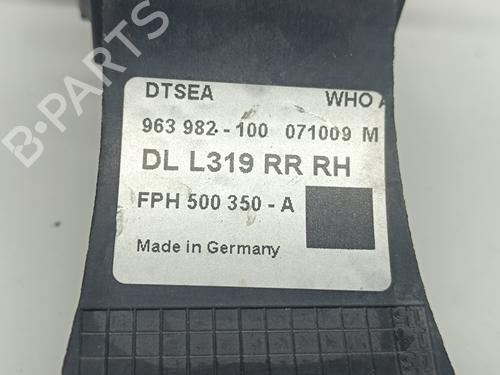 DTSEA WHO A
963 982 - 100 071009 M
DL L319 RR RH
FPH 500 350 - A
Made in Germany
B-PARTS